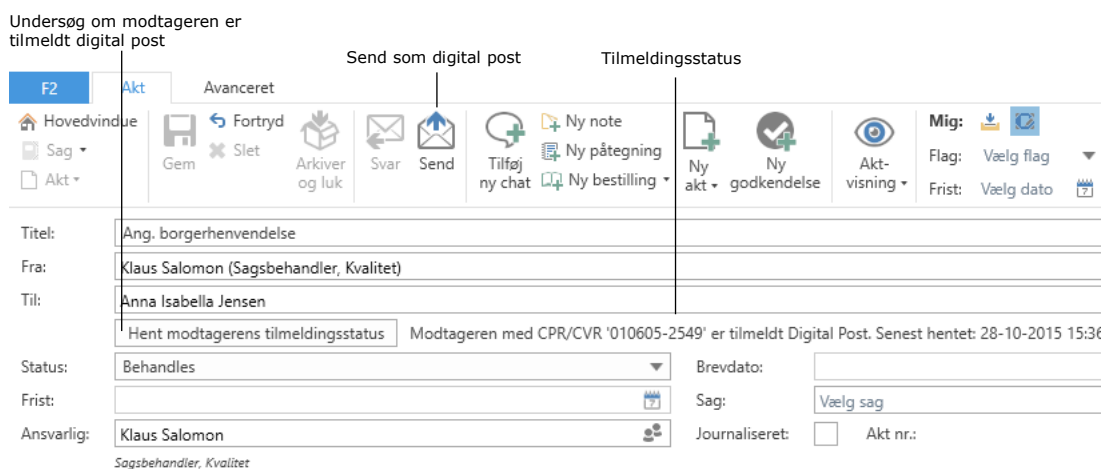 Undersøg om modtageren er
tilmeldt digital post
Send som digital post
Tilmeldingsstatus
F2 Akt Avanceret
Hovedvindue
Sag
Akt
Gem
Fortryd
Slet
Arkiver
og luk
Svar
Send
Tilføj
ny chat
Ny note
Ny påtegning
Ny bestilling
Ny
akt
Ny
godkendelse
Akt-
visning
Mig:
Flag: Vælg flag
Frist: Vælg dato
Titel: Ang. borgerhenvendelse
Fra: Klaus Salomon (Sagsbehandler, Kvalitet)
Til: Anna Isabella Jensen
Hent modtagerens tilmeldingsstatus Modtageren med CPR/CVR '010605-2549' er tilmeldt Digital Post. Senest hentet: 28-10-2015 15:36
Status: Behandles Brevdato:
Frist: Sag: Vælg sag
Ansvarlig: Klaus Salomon Journaliseret: Akt nr.:
Sagsbehandler, Kvalitet